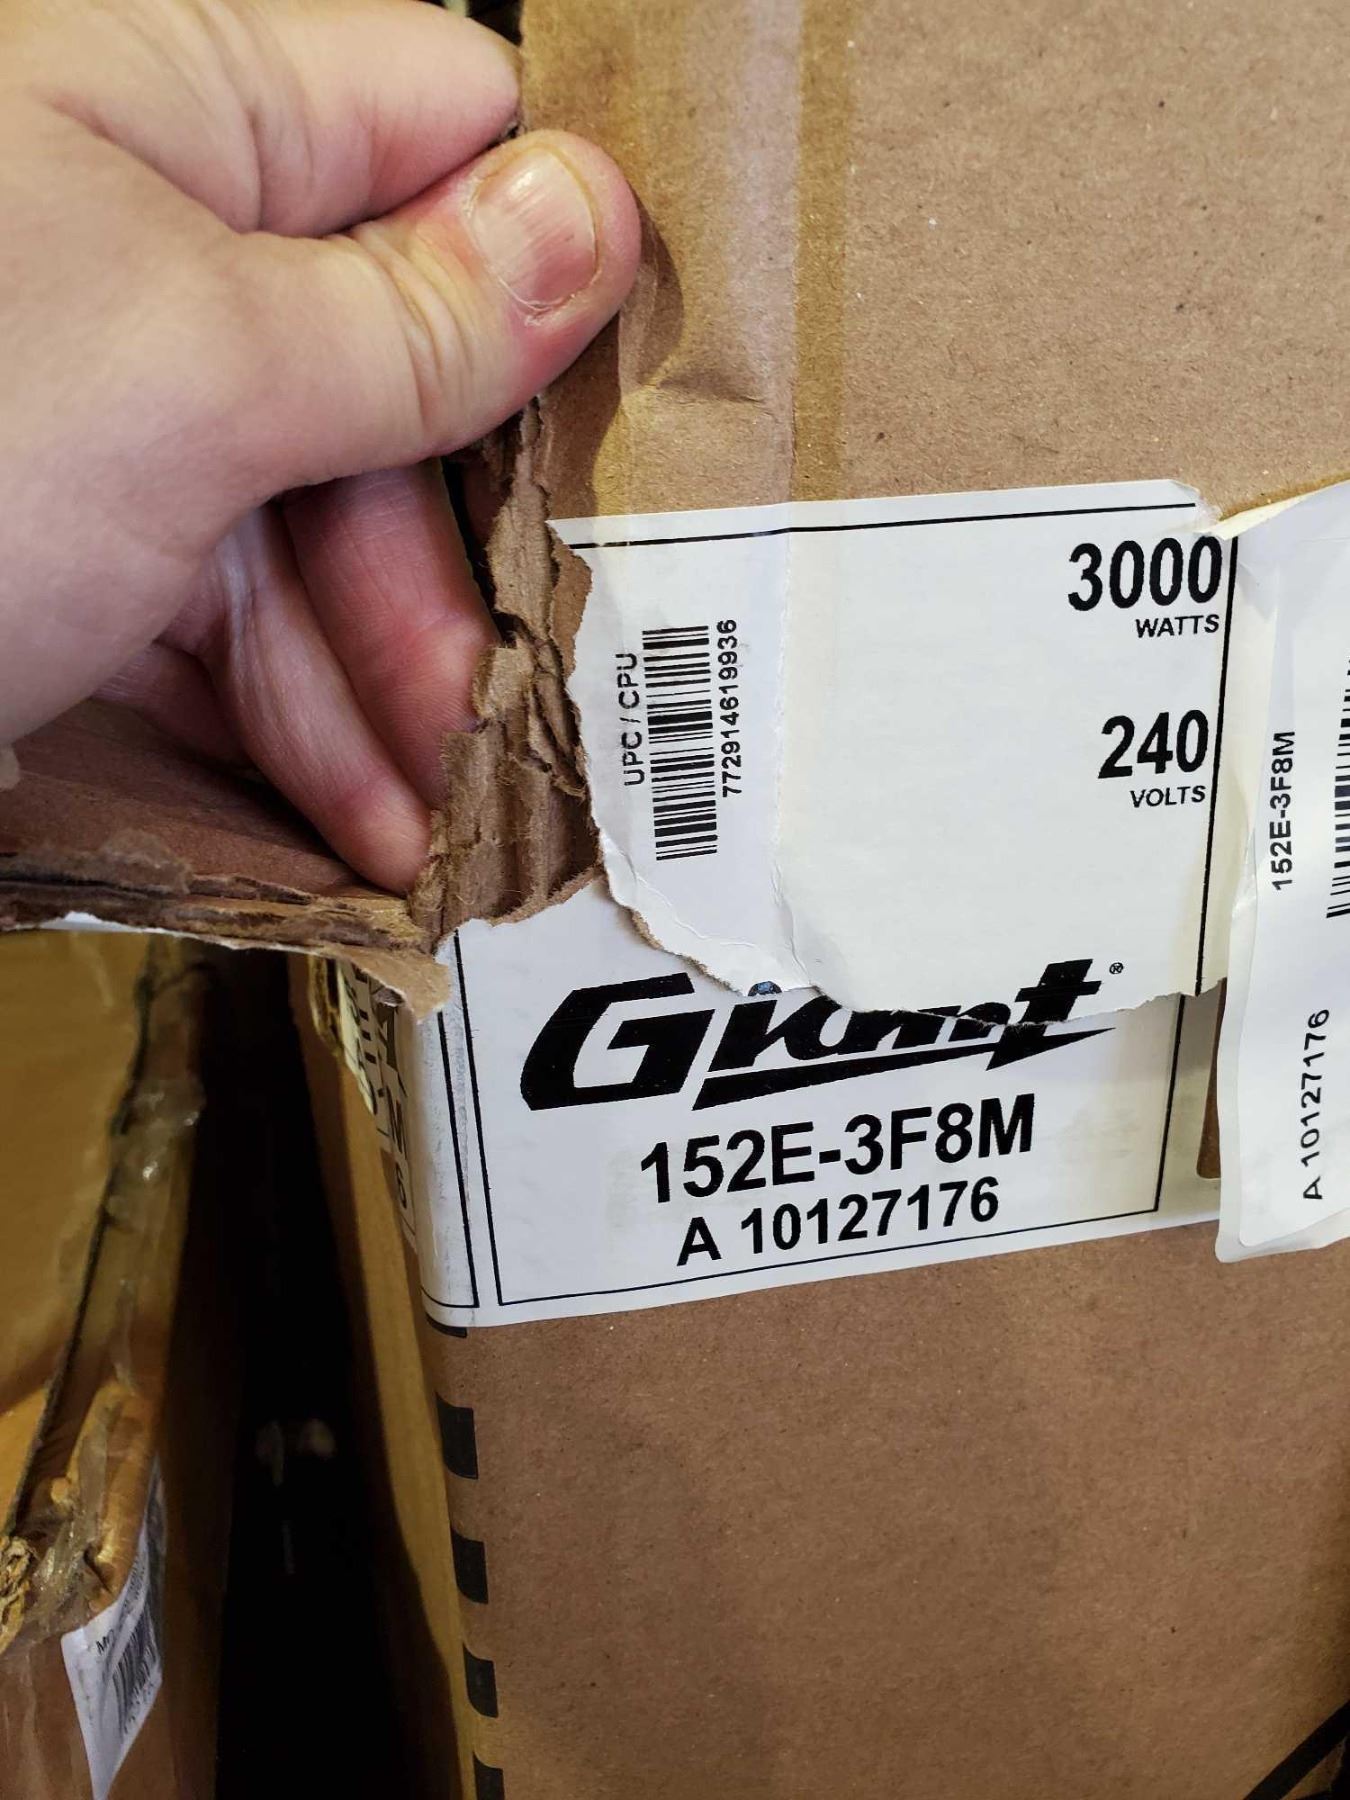 3000
WATTS
UPC / CPU
772914619936
240
VOLTS
Giant®
152E-3F8M
A 10127176
152E-3F8M
A 10127176